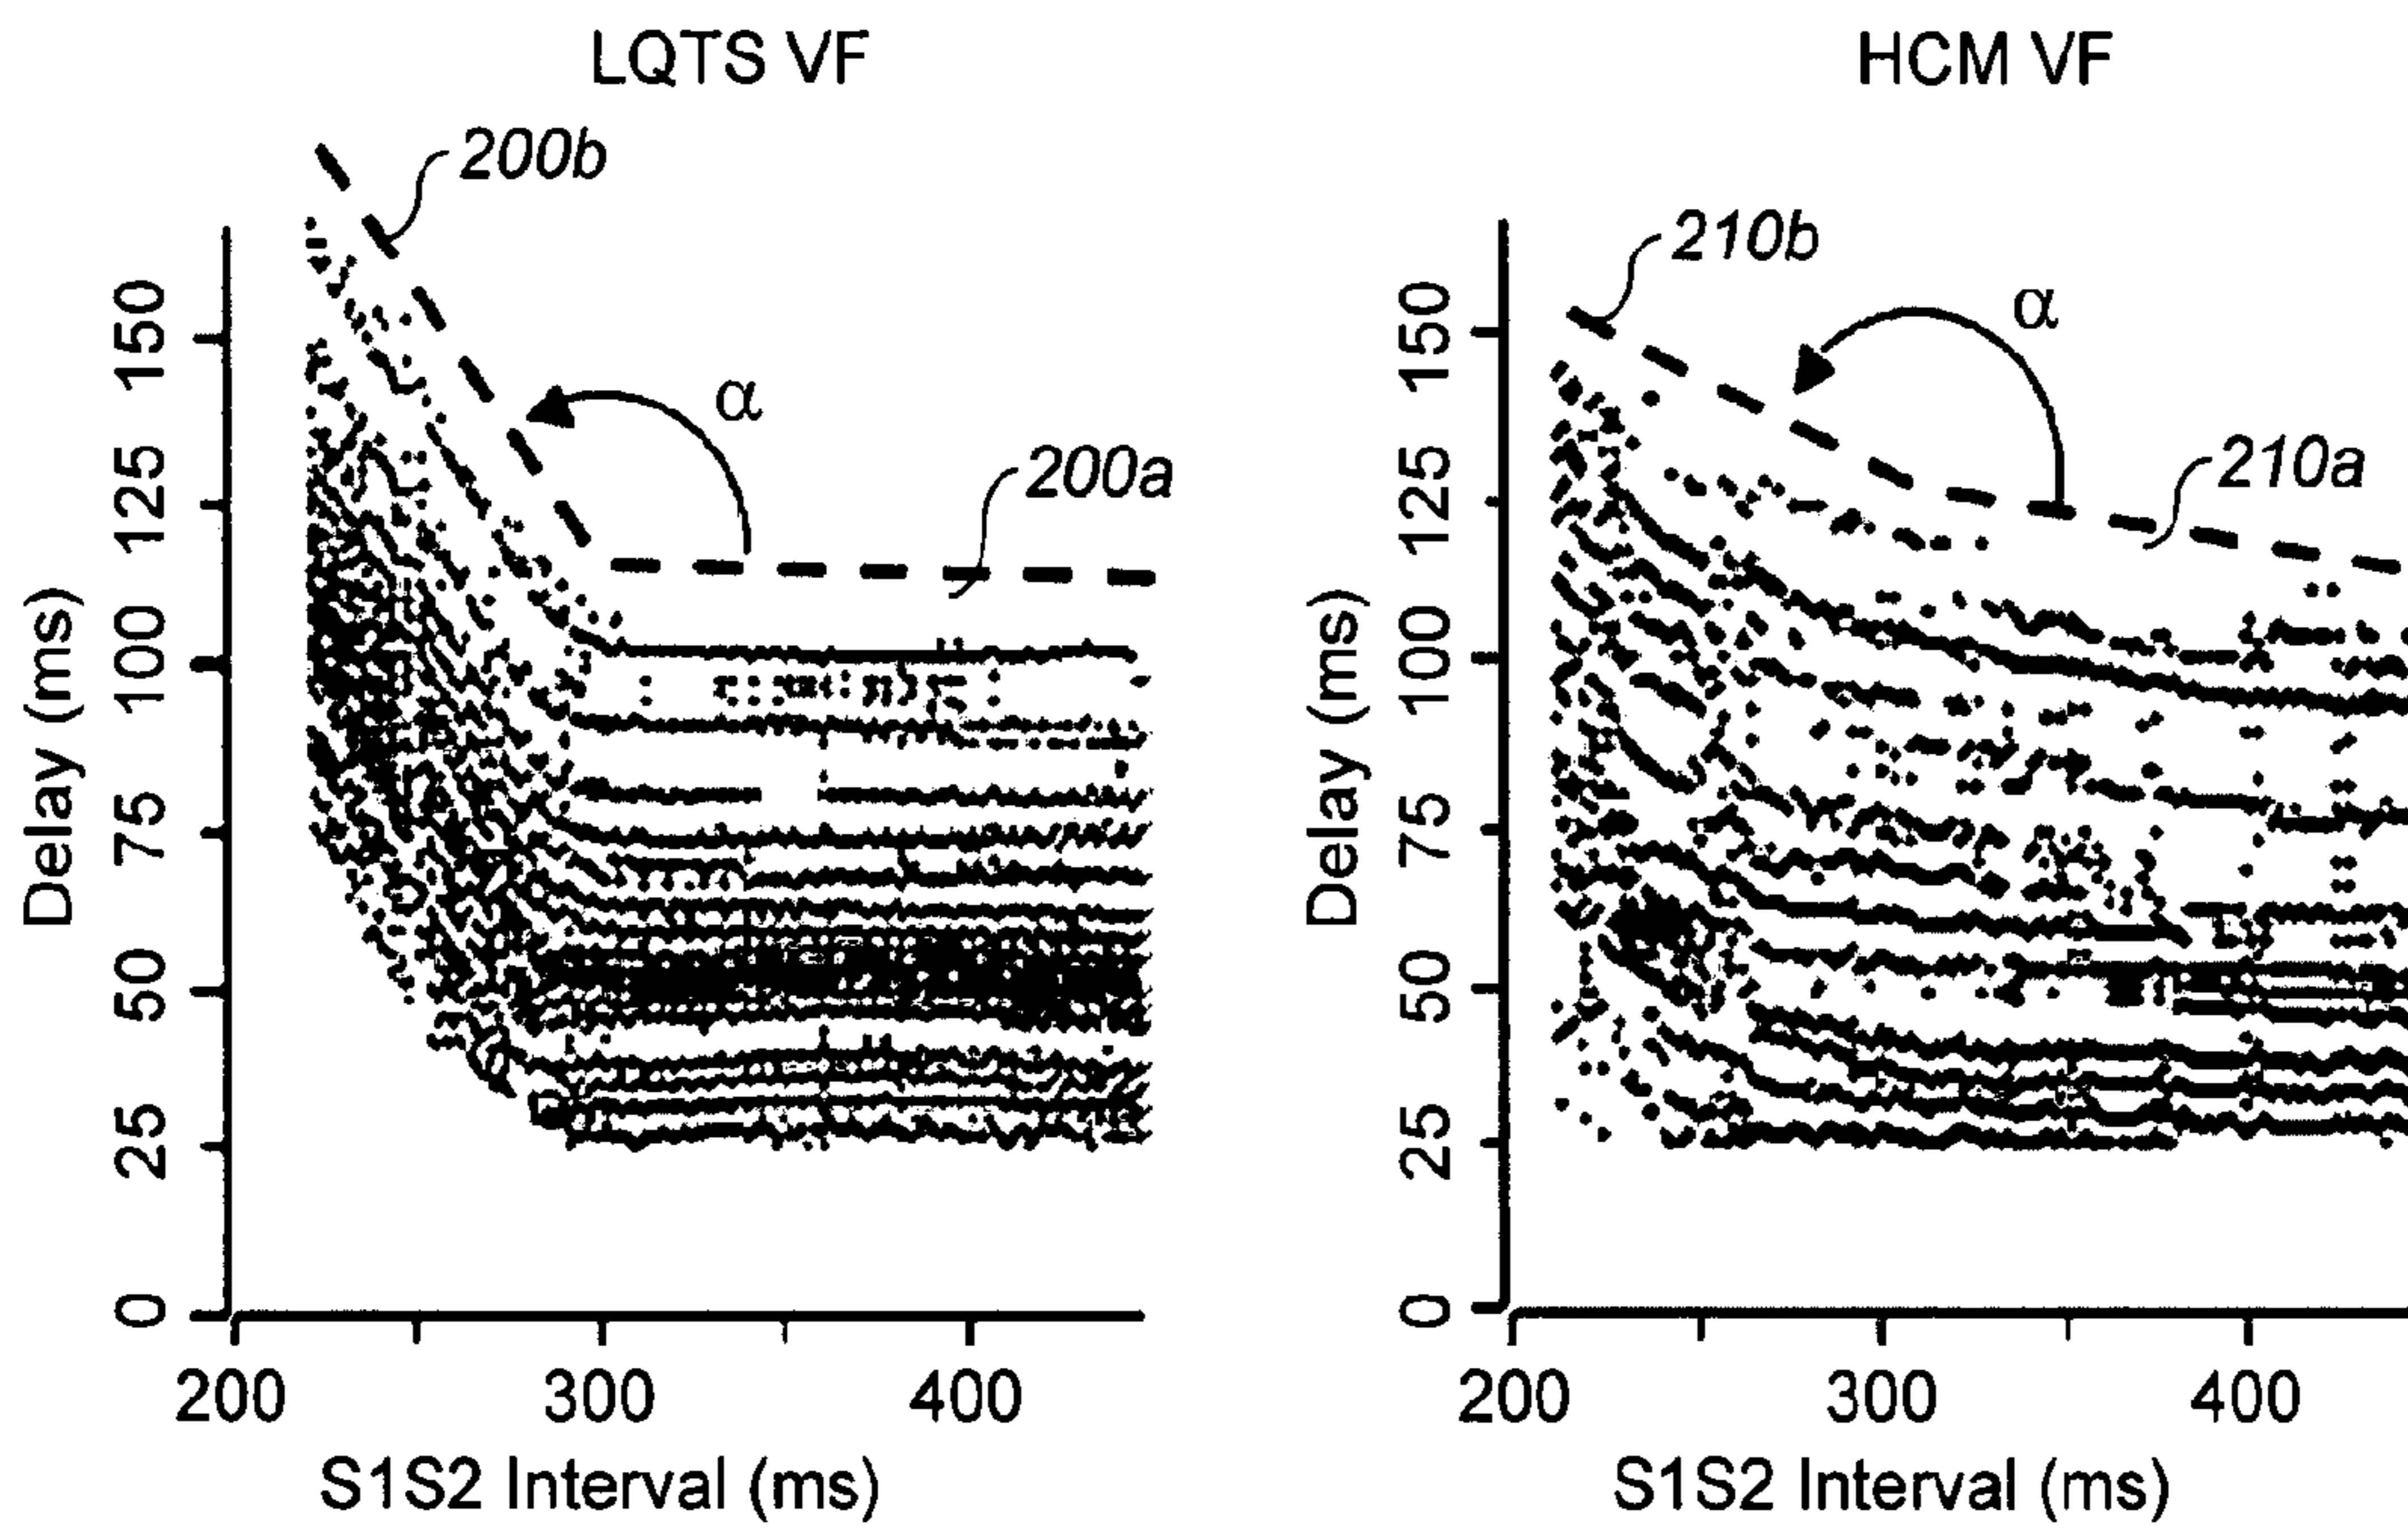 LQTS VF
200b
α
200a
Delay (ms)
150
125
100
75
50
25
0
200
300
400
S1S2 Interval (ms)
HCM VF
210b
α
210a
Delay (ms)
150
125
100
75
50
25
0
200
300
400
S1S2 Interval (ms)